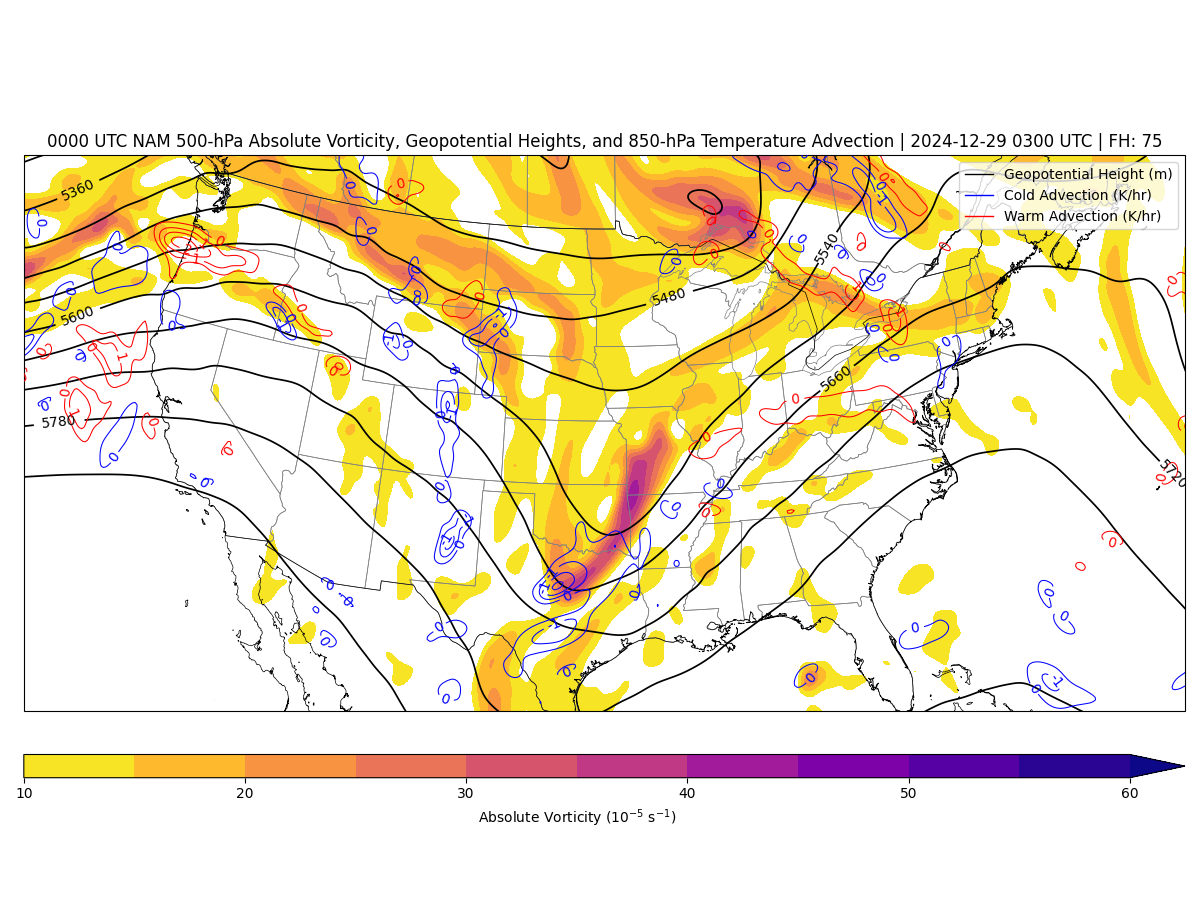 0000 UTC NAM 500-hPa Absolute Vorticity, Geopotential Heights, and 850-hPa Temperature Advection | 2024-12-29 0300 UTC | FH: 75
Geopotential Height (m)
Cold Advection (K/hr)
Warm Advection (K/hr)
5360
5540
5480
5600
5660
5780
5720
10 20 30 40 50 60
Absolute Vorticity (10⁻⁵ s⁻¹)